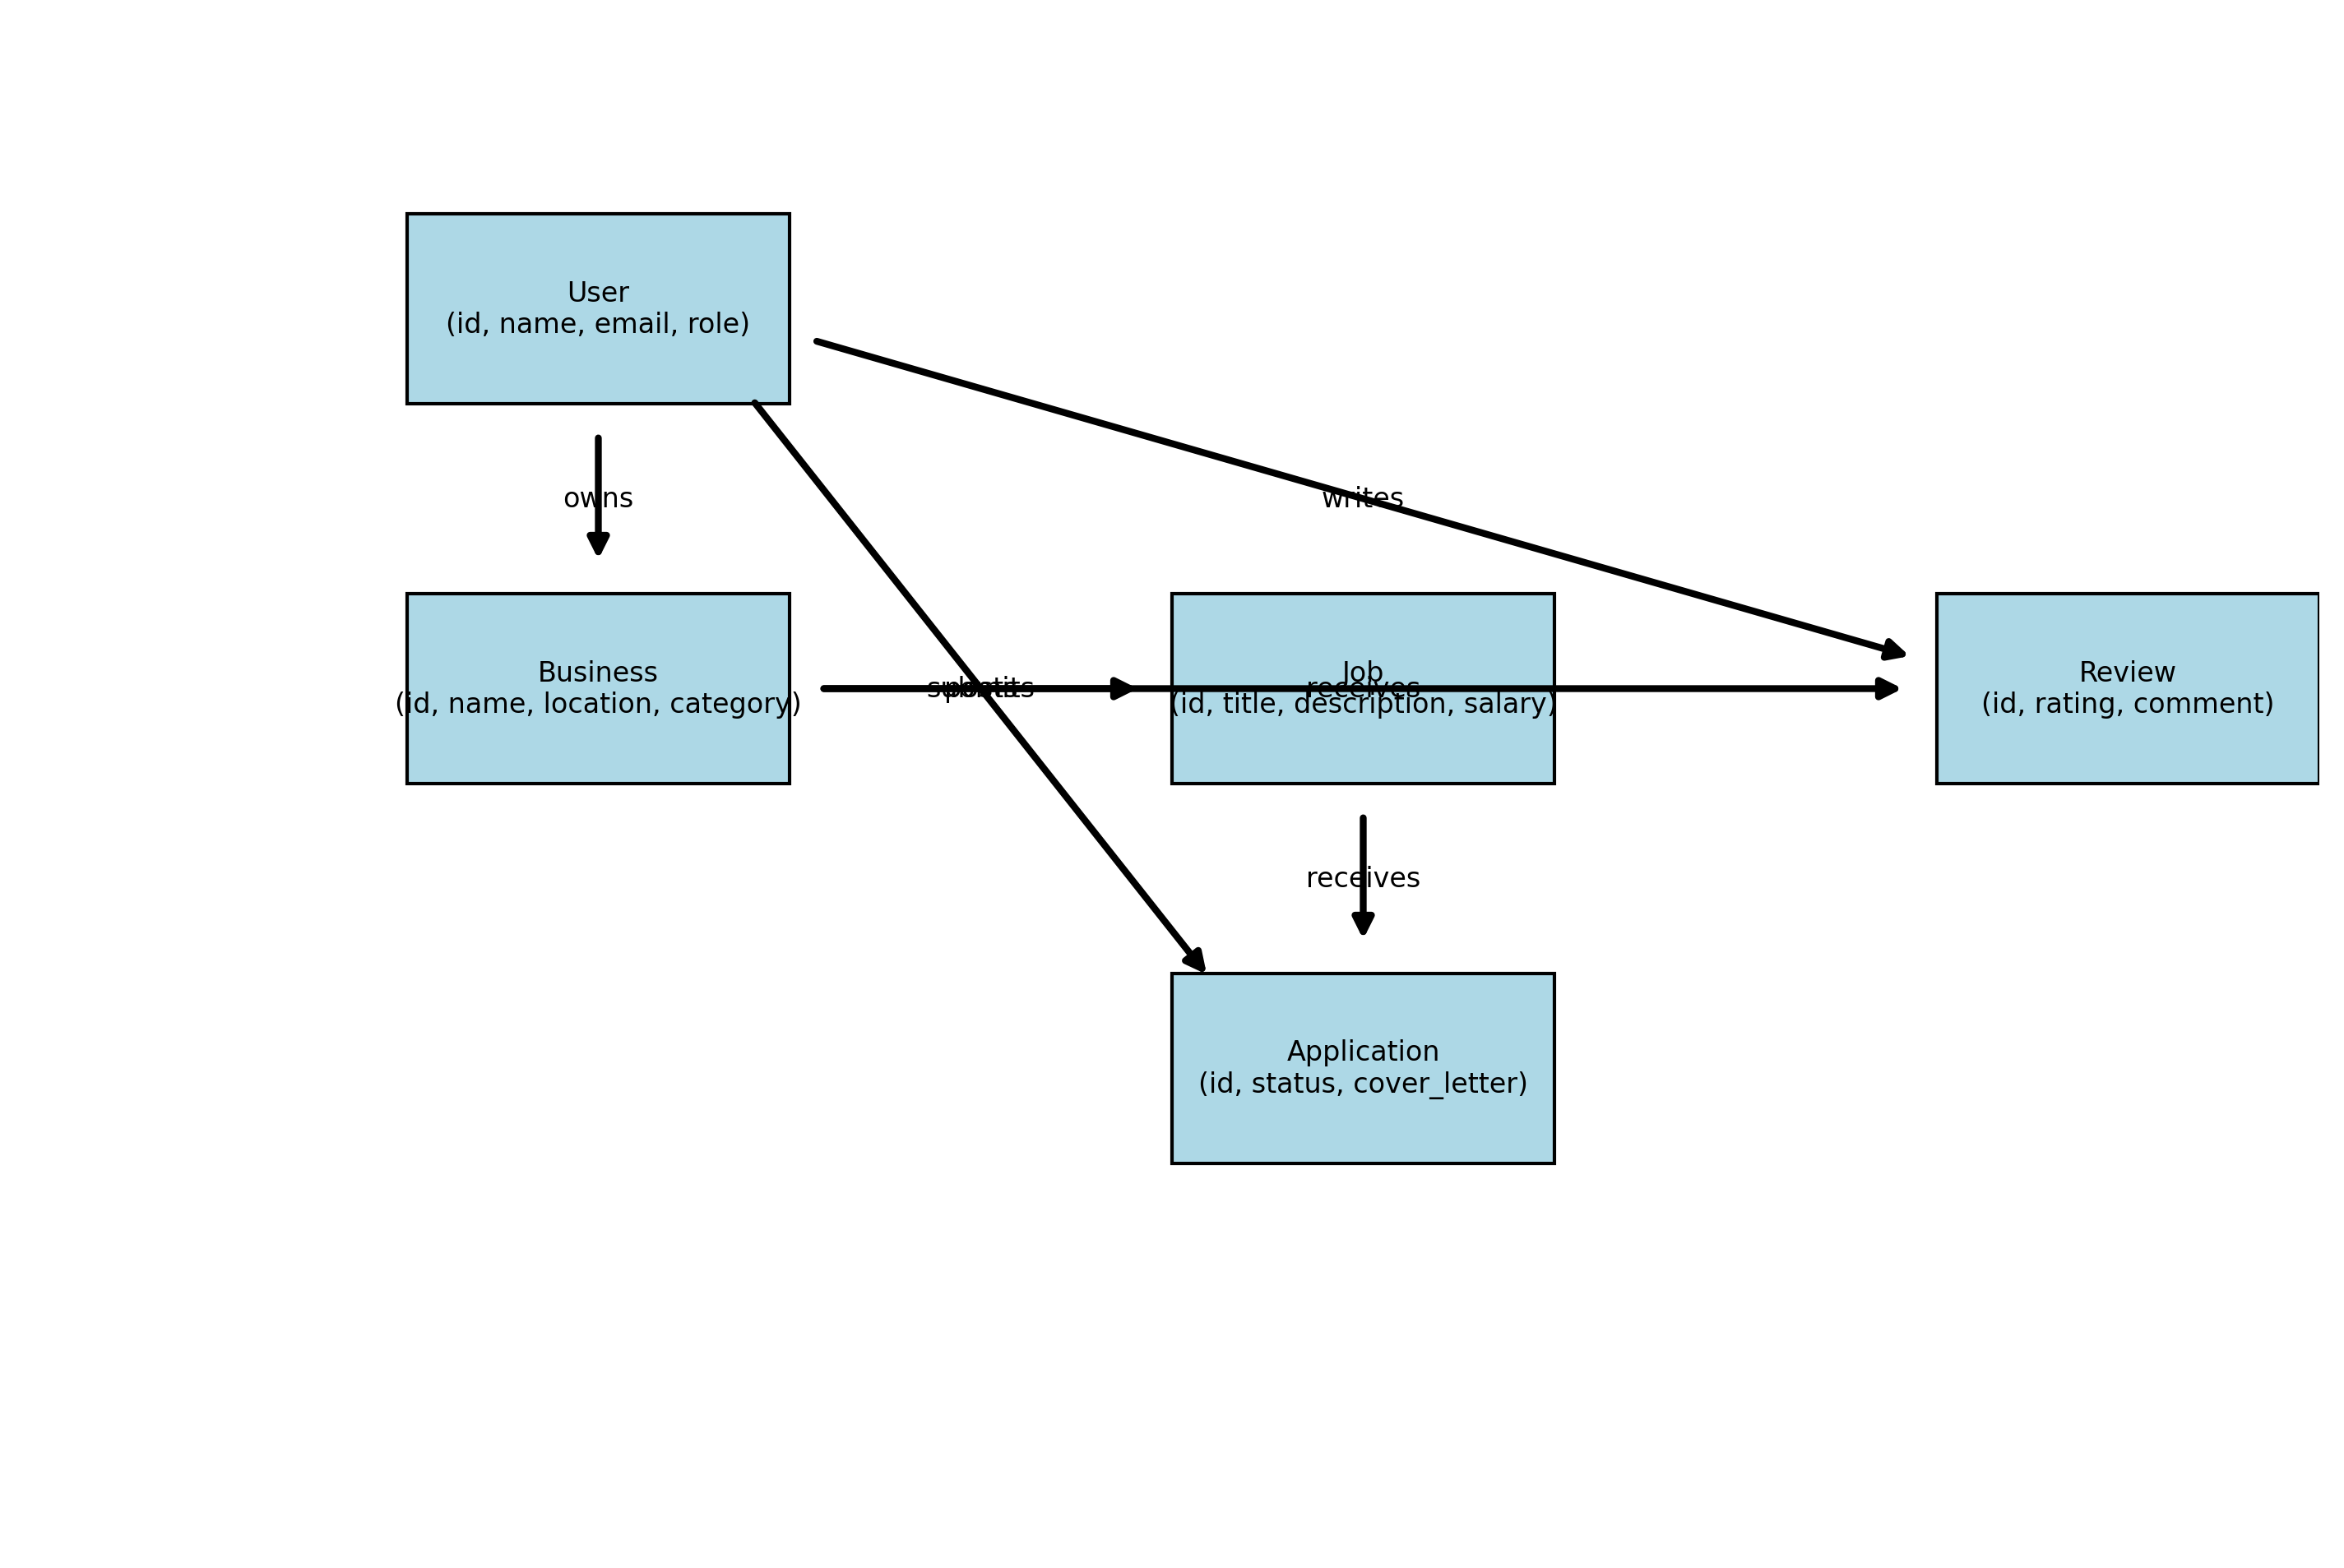 User
(id, name, email, role)
owns
writes
Business
(id, name, location, category)
submits
posts
Job
(id, title, description, salary)
receives
Review
(id, rating, comment)
receives
Application
(id, status, cover_letter)